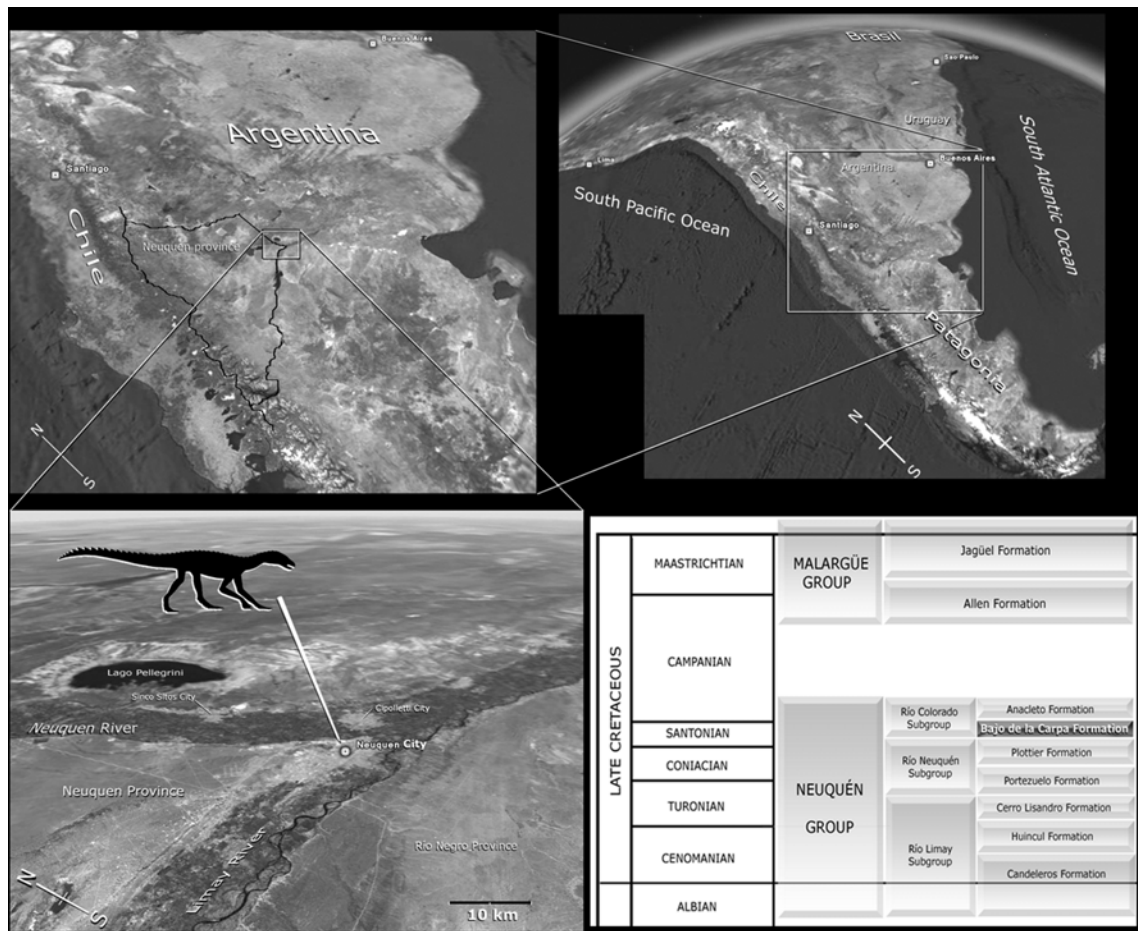 Buenos Aires
Argentina
Santiago
Chile
Neuquén province
N
S
Brasil
Sao Paulo
Uruguay
Lima
Argentina
Buenos Aires
South Pacific Ocean
Chile
Santiago
South Atlantic Ocean
Patagonia
N
S
Lago Pellegrini
Sinco Sltos City
Cipolletti City
Neuquen River
Neuquen City
Neuquen Province
Limay River
Río Negro Province
N
S
10 km
LATE CRETACEOUS
MAASTRICHTIAN
CAMPANIAN
SANTONIAN
CONIACIAN
TURONIAN
CENOMANIAN
ALBIAN
MALARGÜE
GROUP
Jagüel Formation
Allen Formation
NEUQUÉN
GROUP
Río Colorado
Subgroup
Río Neuquén
Subgroup
Río Limay
Subgroup
Anacleto Formation
Bajo de la Carpa Formation
Plottier Formation
Portezuelo Formation
Cerro Lisandro Formation
Huincul Formation
Candeleros Formation